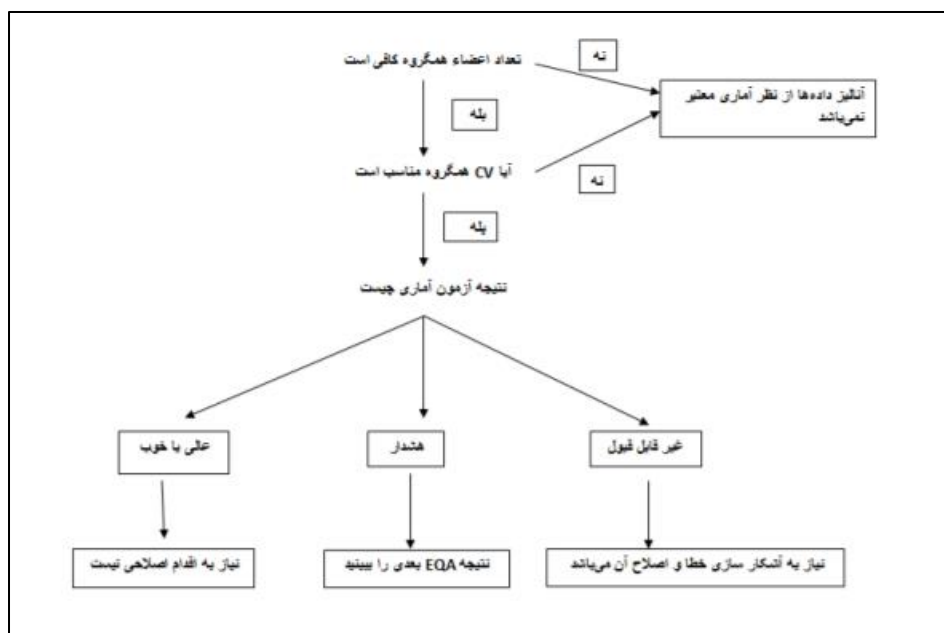 تعداد اعضاء همگروه کافی است
نه
آنالیز داده‌ها از نظر آماری معتبر
نمی‌باشد
بله
آیا CV همگروه مناسب است
نه
بله
نتیجه آزمون آماری چیست
غیر قابل قبول
هشدار
عالی یا خوب
نیاز به آشکار سازی خطا و اصلاح آن می‌باشد
نتیجه EQA بعدی را ببینید
نیاز به اقدام اصلاحی نیست